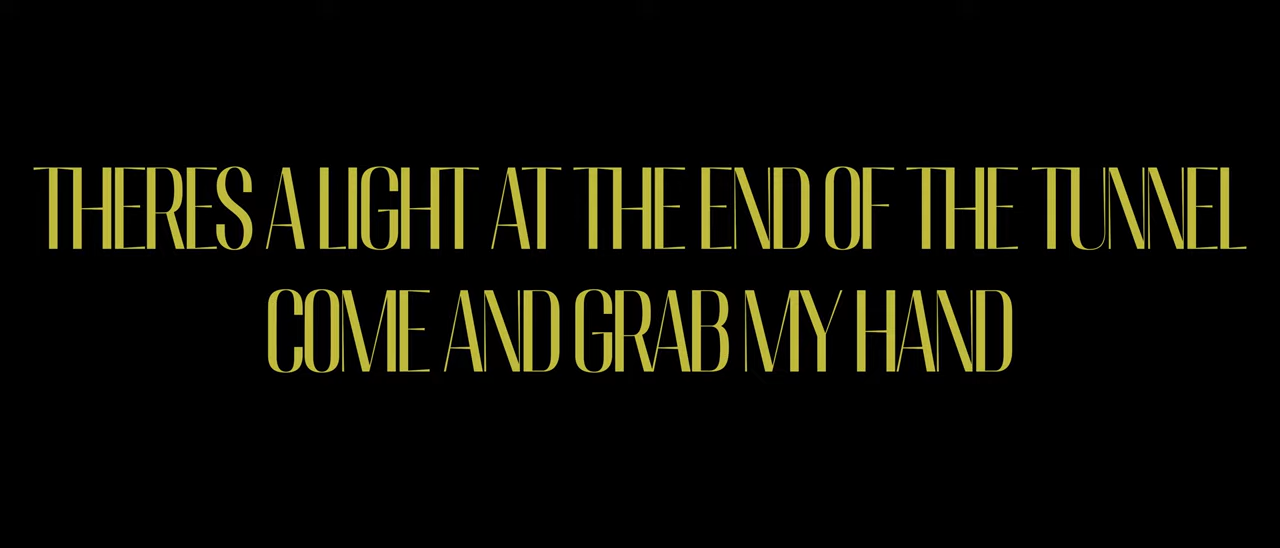 THERES A LIGHT AT THE END OF THE TUNNEL
COME AND GRAB MY HAND